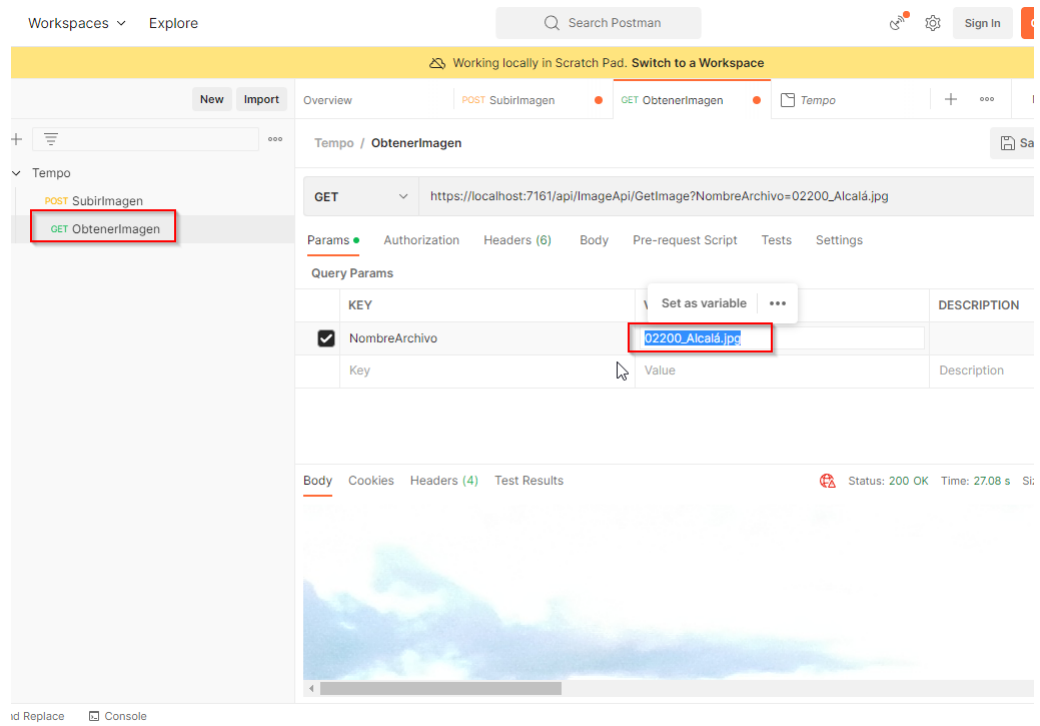 Workspaces Explore Search Postman Sign In
Working locally in Scratch Pad. Switch to a Workspace
New Import Overview POST SubirImagen GET ObtenerImagen Tempo
Tempo / ObtenerImagen
Tempo
POST SubirImagen
GET ObtenerImagen
GET https://localhost:7161/api/ImageApi/GetImage?NombreArchivo=02200_Alcalá.jpg
Params Authorization Headers (6) Body Pre-request Script Tests Settings
Query Params
Set as variable
KEY DESCRIPTION
NombreArchivo 02200_Alcalá.jpg
Key Value Description
Body Cookies Headers (4) Test Results Status: 200 OK Time: 27.08 s
Replace Console